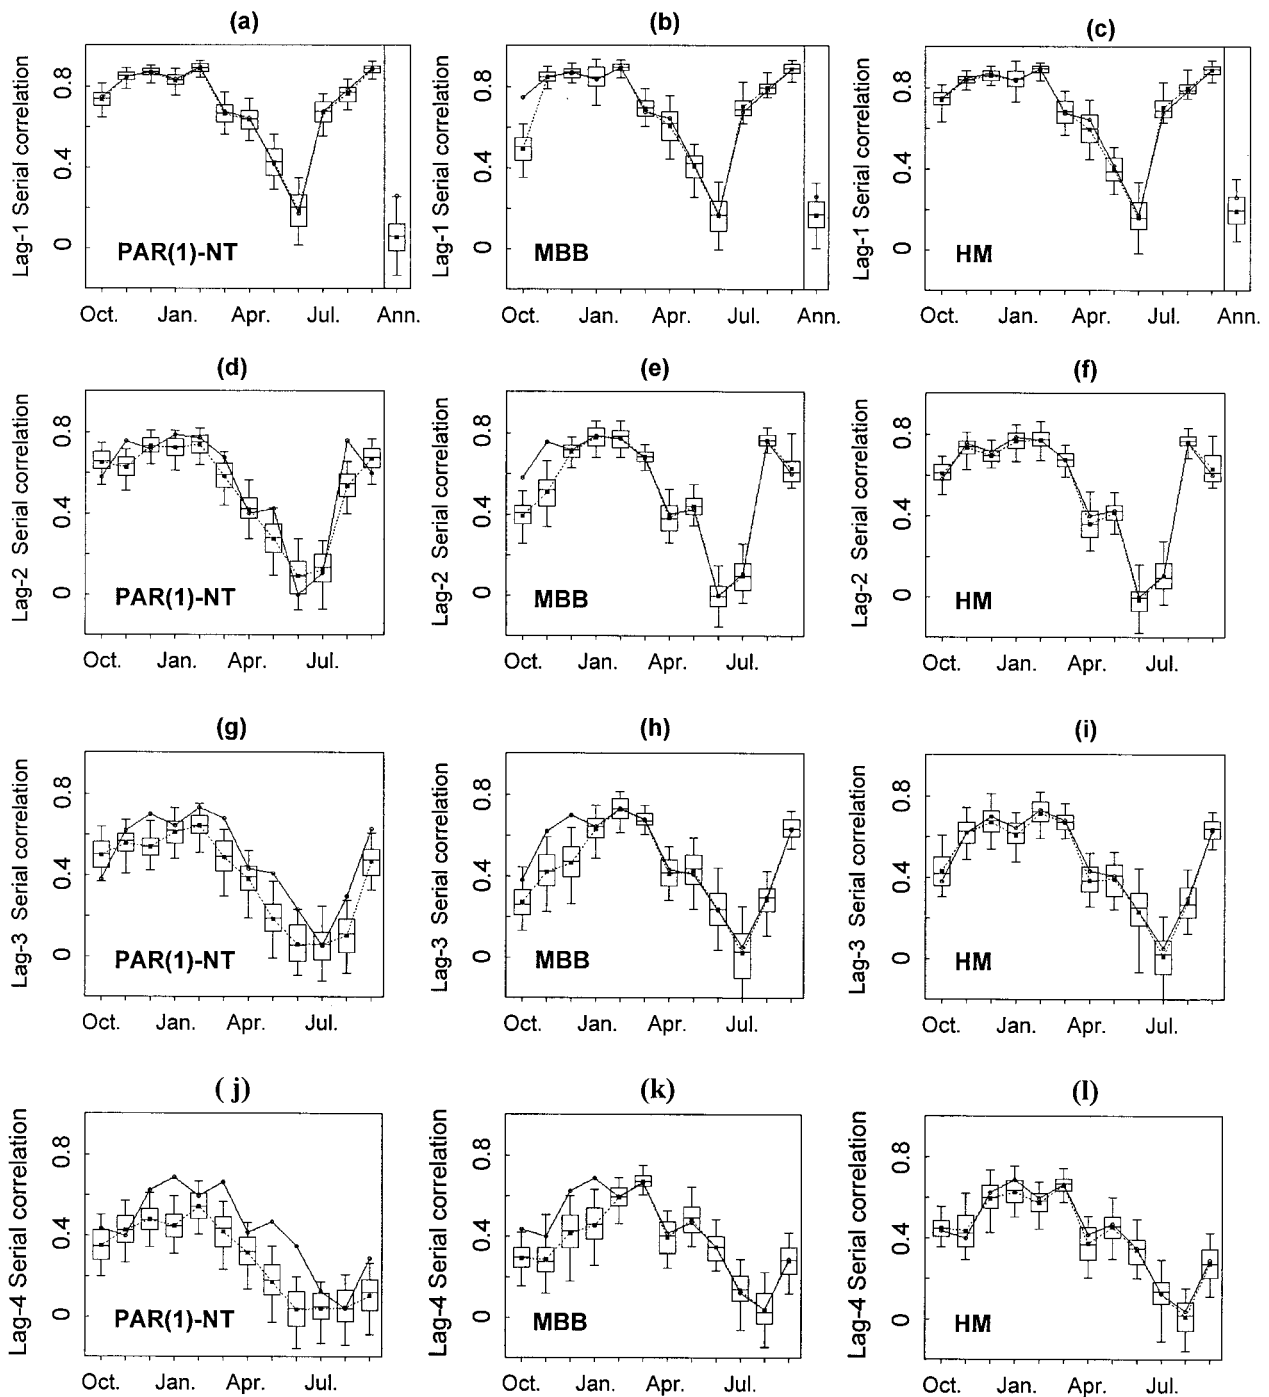 (a) (b) (c)
Lag-1 Serial correlation
0 0.4 0.8
PAR(1)-NT
Oct. Jan. Apr. Jul. Ann.
Lag-1 Serial correlation
0 0.4 0.8
MBB
Oct. Jan. Apr. Jul. Ann.
Lag-1 Serial correlation
0 0.4 0.8
HM
Oct. Jan. Apr. Jul. Ann.
(d) (e) (f)
Lag-2 Serial correlation
0 0.4 0.8
PAR(1)-NT
Oct. Jan. Apr. Jul.
Lag-2 Serial correlation
0 0.4 0.8
MBB
Oct. Jan. Apr. Jul.
Lag-2 Serial correlation
0 0.4 0.8
HM
Oct. Jan. Apr. Jul.
(g) (h) (i)
Lag-3 Serial correlation
0 0.4 0.8
PAR(1)-NT
Oct. Jan. Apr. Jul.
Lag-3 Serial correlation
0 0.4 0.8
MBB
Oct. Jan. Apr. Jul.
Lag-3 Serial correlation
0 0.4 0.8
HM
Oct. Jan. Apr. Jul.
( j) (k) (l)
Lag-4 Serial correlation
0 0.4 0.8
PAR(1)-NT
Oct. Jan. Apr. Jul.
Lag-4 Serial correlation
0 0.4 0.8
MBB
Oct. Jan. Apr. Jul.
Lag-4 Serial correlation
0 0.4 0.8
HM
Oct. Jan. Apr. Jul.